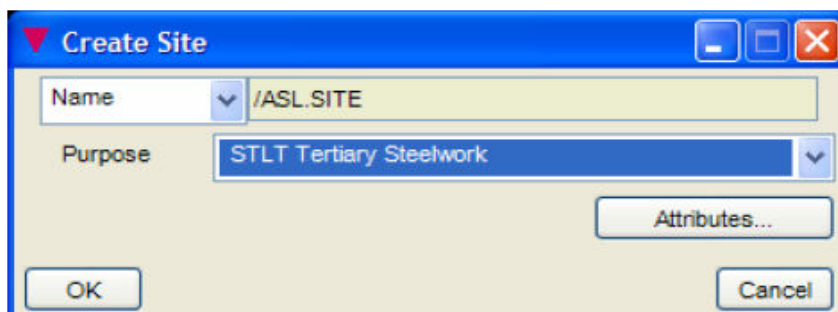 Create Site
Name /ASL.SITE
Purpose STLT Tertiary Steelwork
Attributes...
OK Cancel